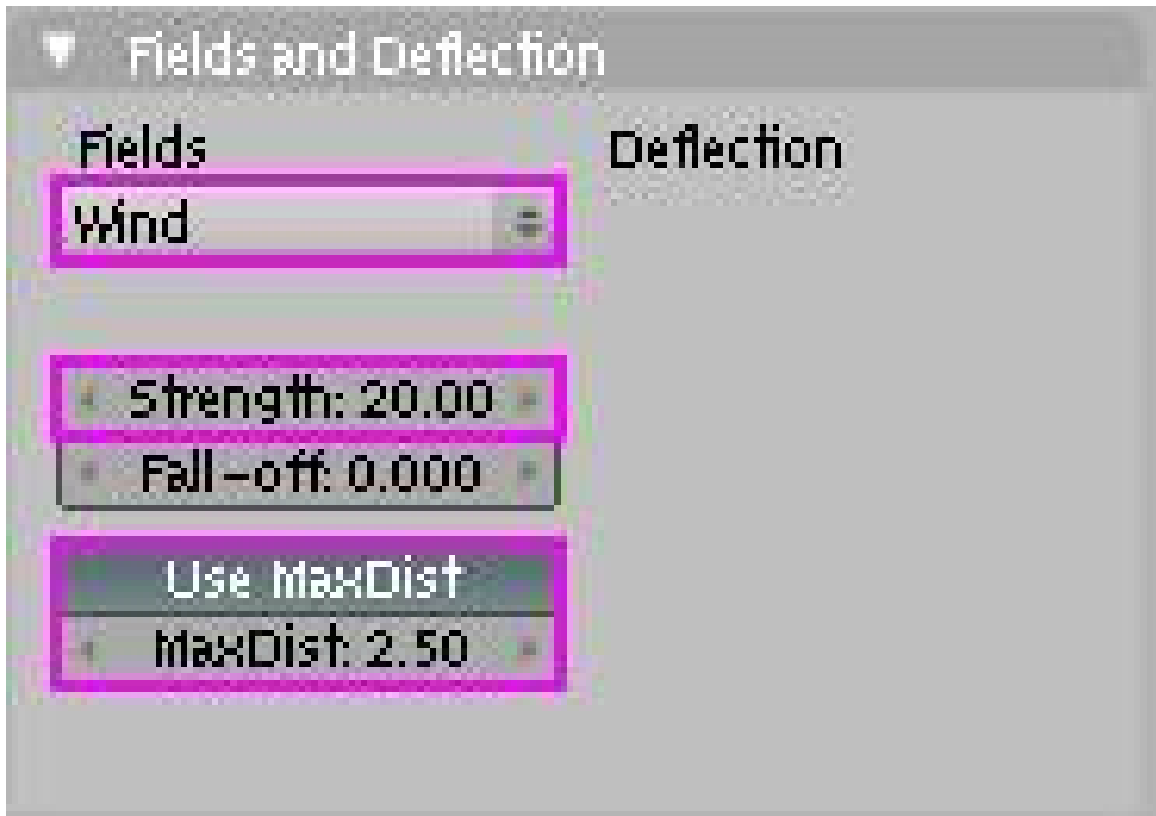 Fields and Deflection
Fields
Deflection
Wind
Strength: 20.00
Fall-off: 0.000
Use MaxDist
MaxDist: 2.50